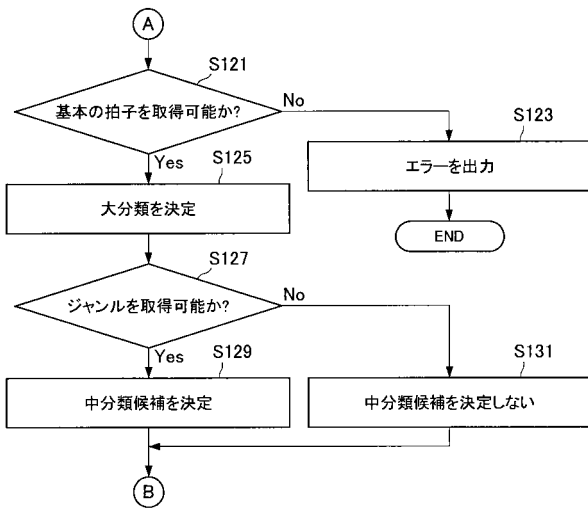 A
S121
基本の拍子を取得可能か?
No
S123
Yes
S125
エラーを出力
大分類を決定
END
S127
ジャンルを取得可能か?
No
Yes
S129
S131
中分類候補を決定
中分類候補を決定しない
B